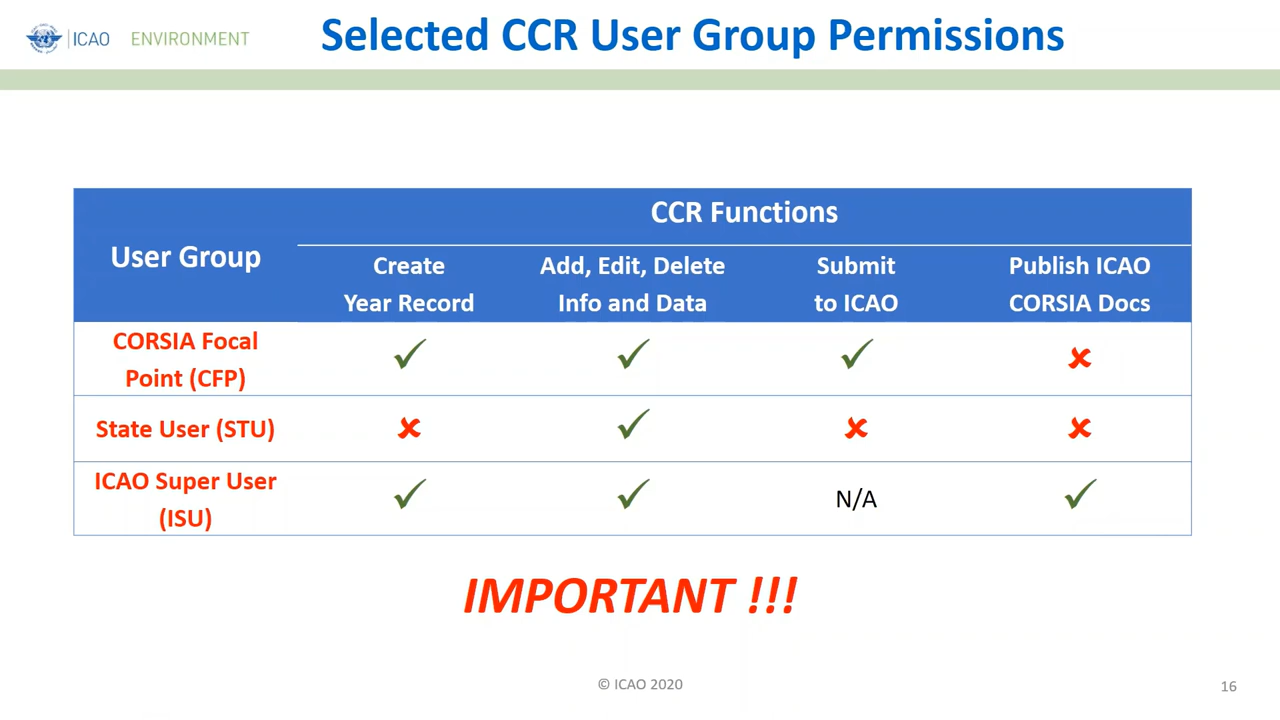 ICAO ENVIRONMENT
Selected CCR User Group Permissions
User Group
CCR Functions
Create
Year Record
Add, Edit, Delete
Info and Data
Submit
to ICAO
Publish ICAO
CORSIA Docs
CORSIA Focal
Point (CFP)
✓ ✓ ✓ ✘
State User (STU) ✘ ✓ ✘ ✘
ICAO Super User
(ISU)
✓ ✓ N/A ✓
IMPORTANT !!!
© ICAO 2020
16